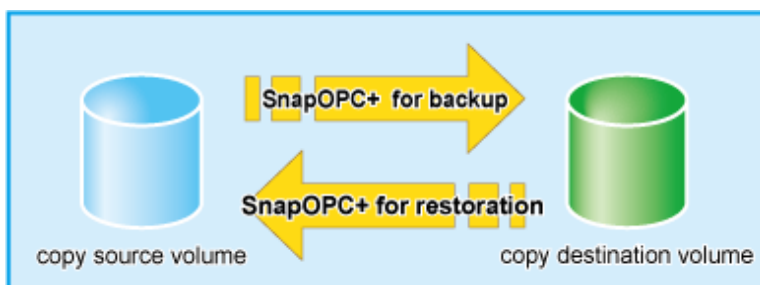 SnapOPC+ for backup
SnapOPC+ for restoration
copy source volume
copy destination volume